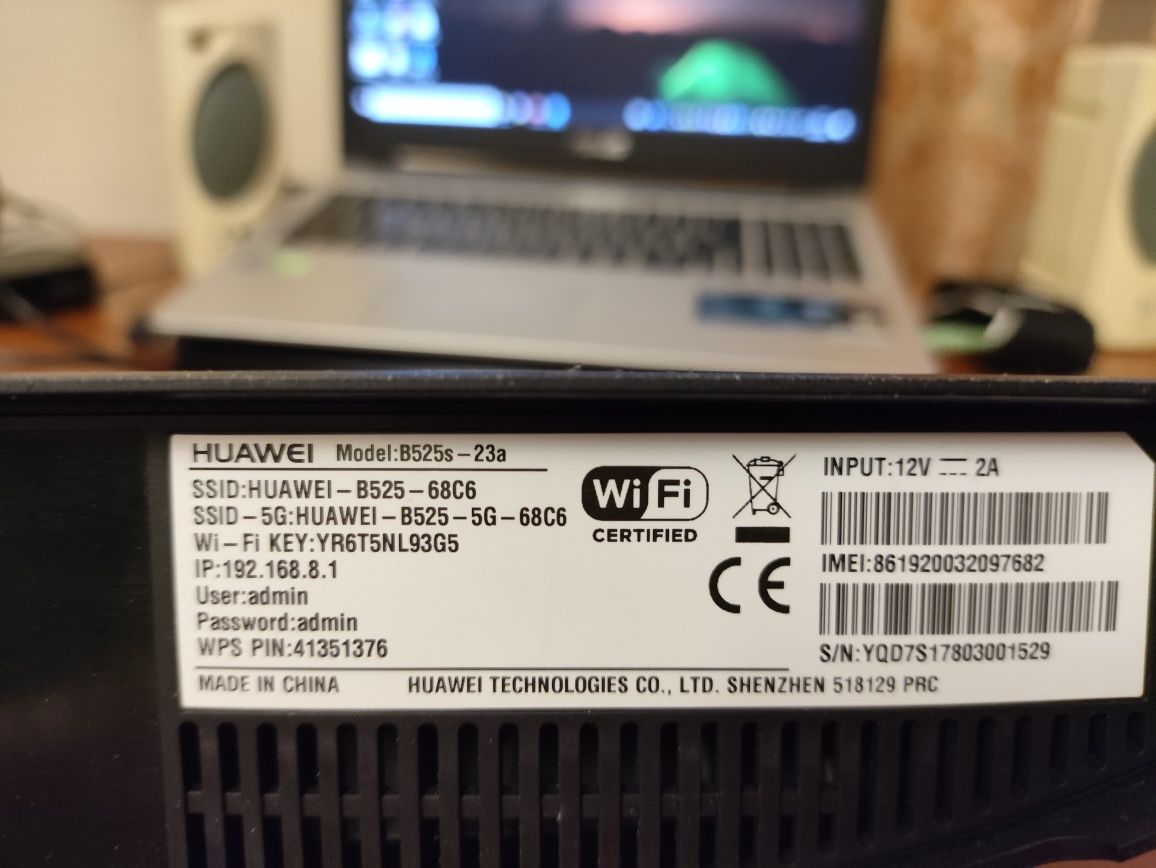 HUAWEI Model:B525s-23a
SSID:HUAWEI-B525-68C6
SSID-5G:HUAWEI-B525-5G-68C6
Wi-Fi KEY:YR6T5NL93G5
IP:192.168.8.1
User:admin
Password:admin
WPS PIN:41351376
WiFi
CERTIFIED
CE
INPUT:12V ⎓ 2A
IMEI:861920032097682
S/N:YQD7S17803001529
MADE IN CHINA HUAWEI TECHNOLOGIES CO., LTD. SHENZHEN 518129 PRC